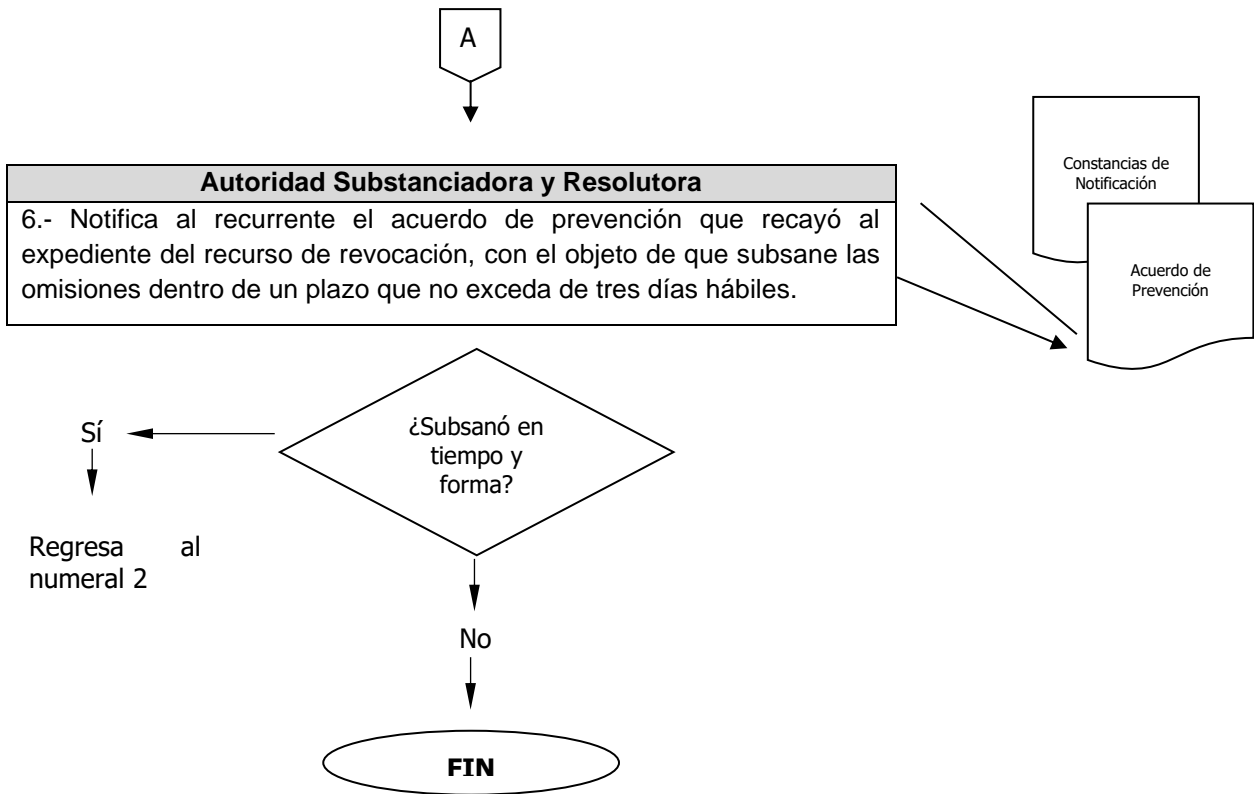 A
Constancias de
Notificación
Acuerdo de
Prevención
Autoridad Substanciadora y Resolutora
6.- Notifica al recurrente el acuerdo de prevención que recayó al
expediente del recurso de revocación, con el objeto de que subsane las
omisiones dentro de un plazo que no exceda de tres días hábiles.
¿Subsanó en
tiempo y
forma?
Sí
Regresa al
numeral 2
No
FIN